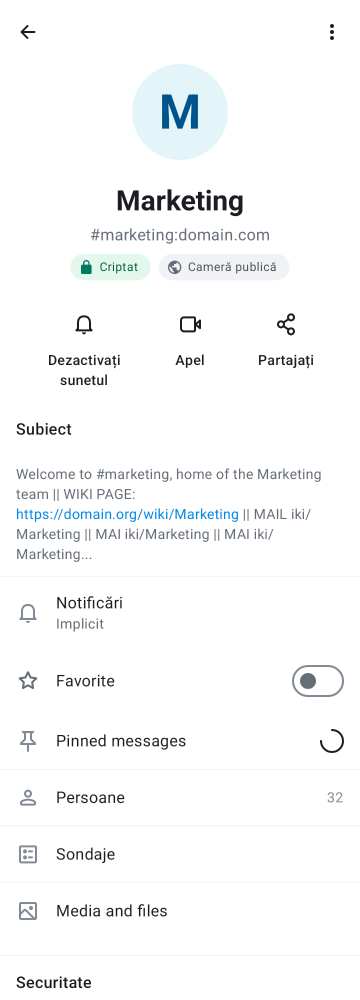 M
Marketing
#marketing:domain.com
Criptat
Cameră publică
Dezactivați
sunetul
Apel
Partajați
Subiect
Welcome to #marketing, home of the Marketing
team || WIKI PAGE:
https://domain.org/wiki/Marketing || MAIL iki/
Marketing || MAI iki/Marketing || MAI iki/
Marketing...
Notificări
Implicit
Favorite
Pinned messages
Persoane 32
Sondaje
Media and files
Securitate